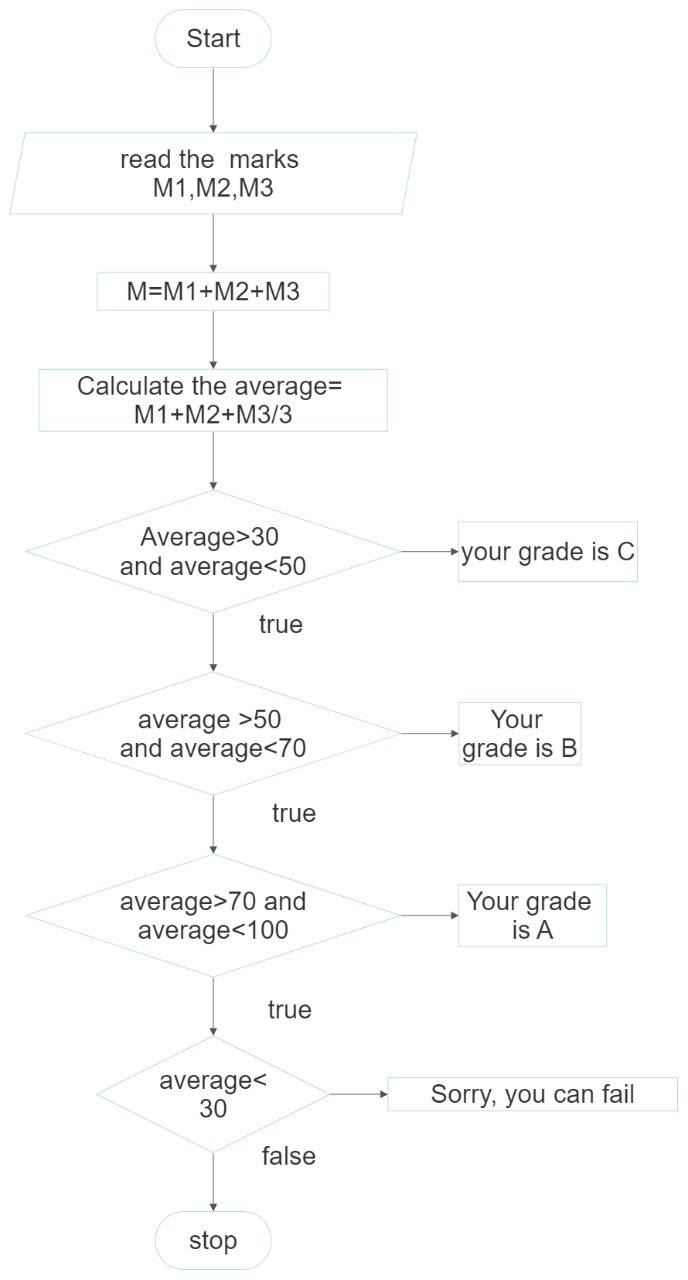 Start
read the  marks
M1,M2,M3
M=M1+M2+M3
Calculate the average=
M1+M2+M3/3
Average>30
and average<50
your grade is C
true
average >50
and average<70
Your
grade is B
true
average>70 and
average<100
Your grade
is A
true
average<
30
Sorry, you can fail
false
stop